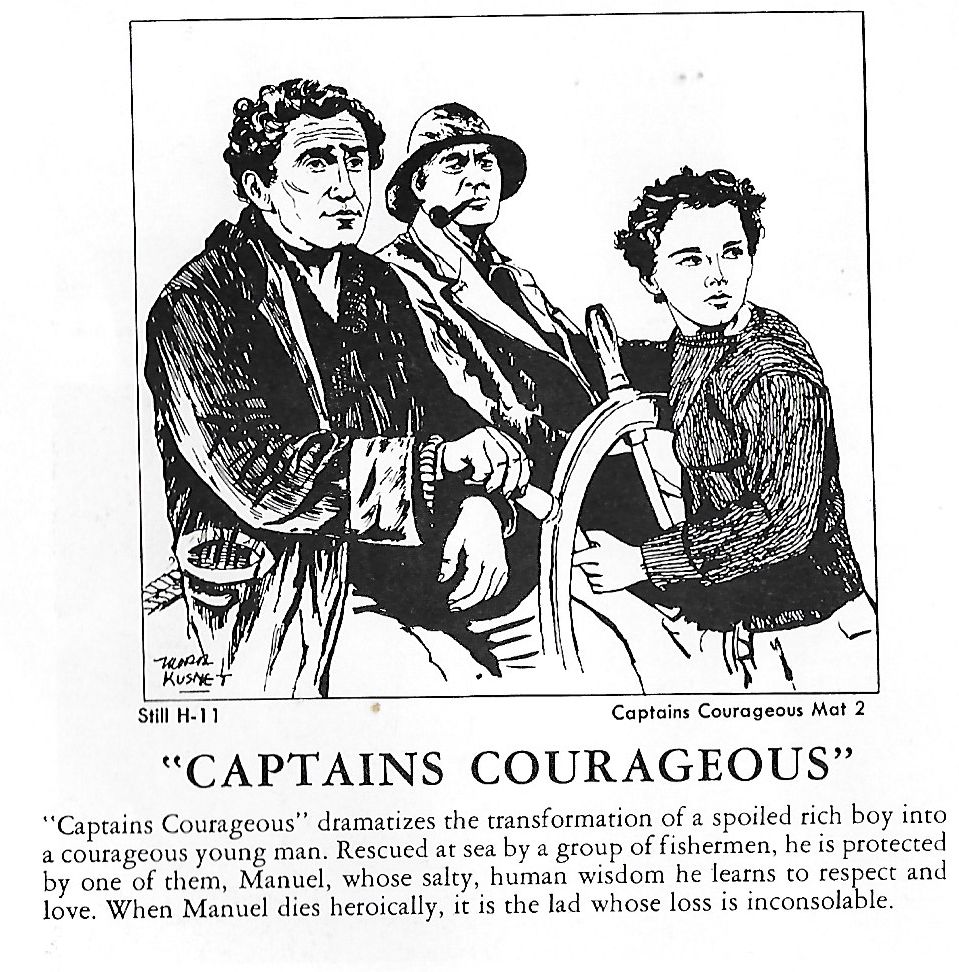 KUSNET
Still H-11
Captains Courageous Mat 2
"CAPTAINS COURAGEOUS"
"Captains Courageous" dramatizes the transformation of a spoiled rich boy into
a courageous young man. Rescued at sea by a group of fishermen, he is protected
by one of them, Manuel, whose salty, human wisdom he learns to respect and
love. When Manuel dies heroically, it is the lad whose loss is inconsolable.